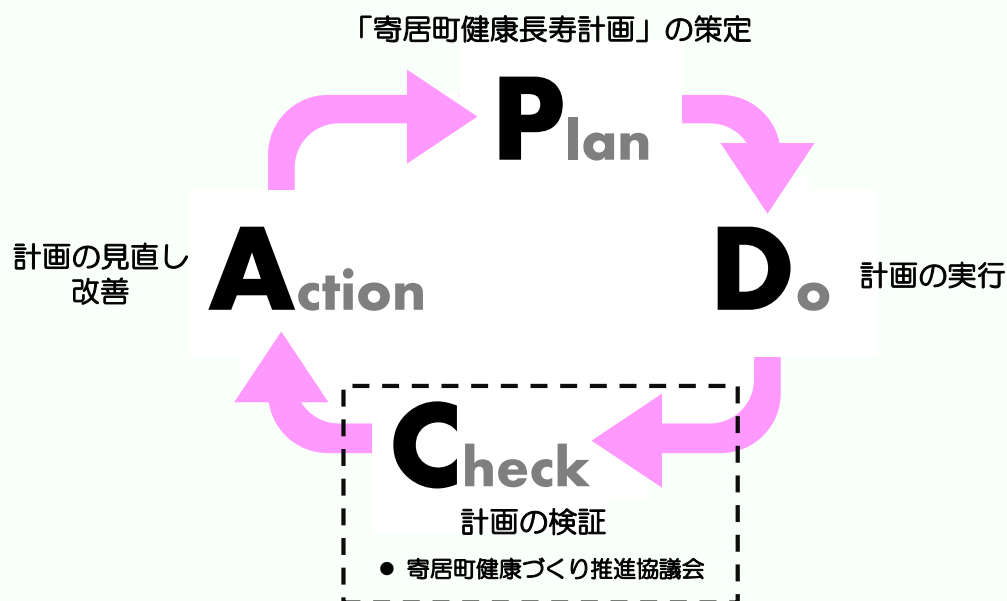 「寄居町健康長寿計画」の策定
Plan
計画の見直し
改善
Action
Do
計画の実行
Check
計画の検証
● 寄居町健康づくり推進協議会